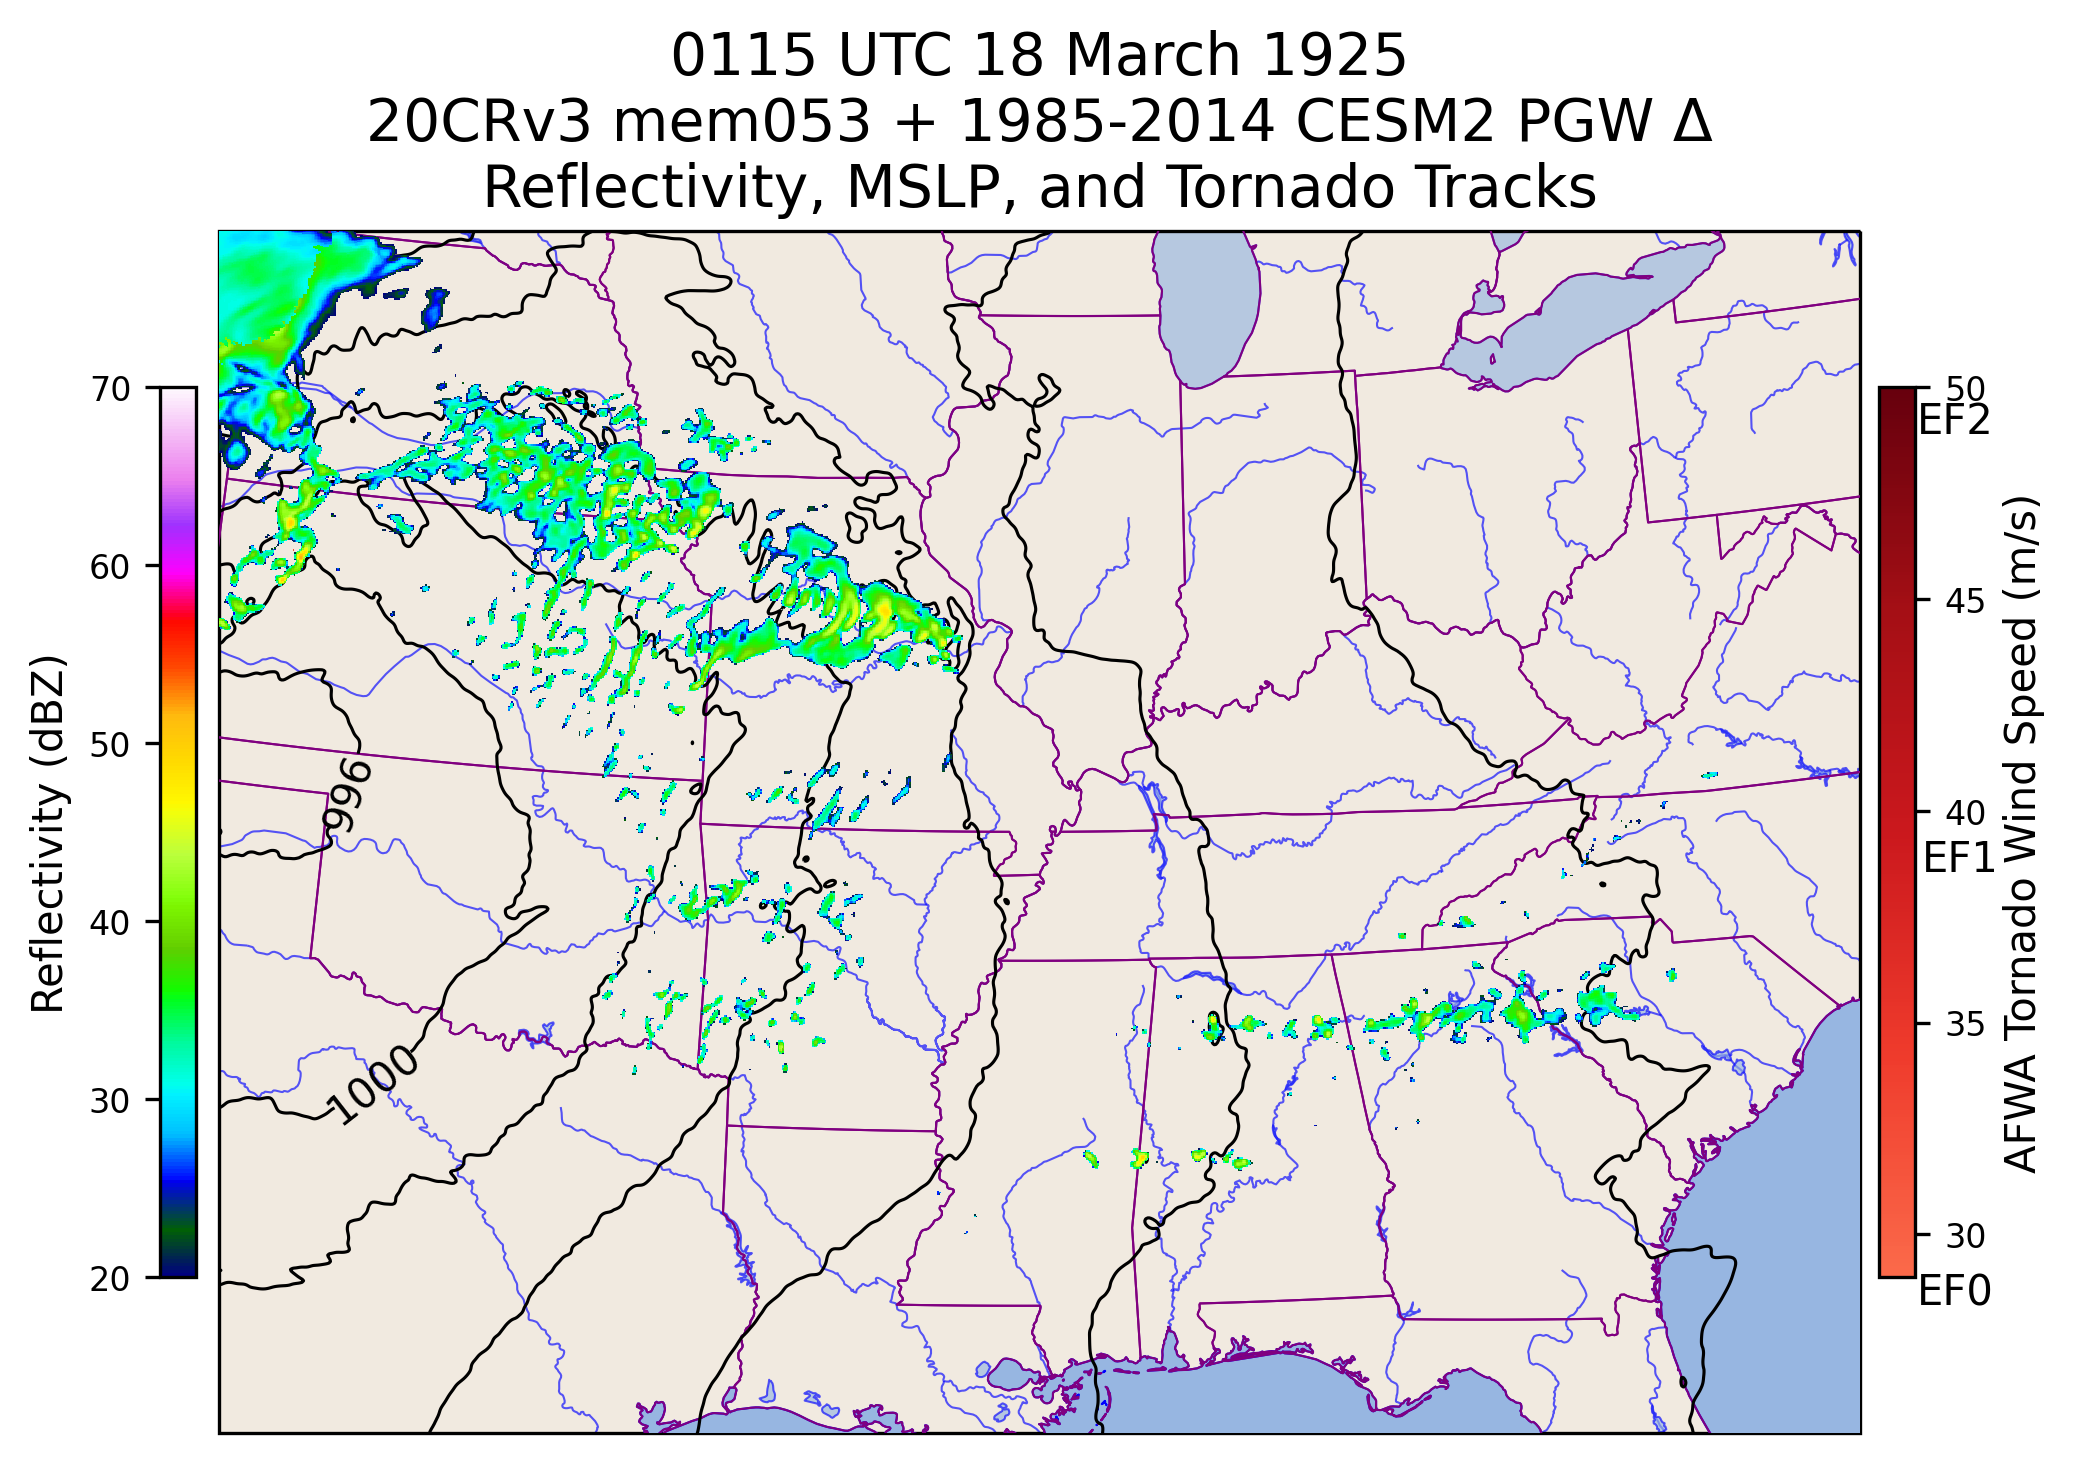 0115 UTC 18 March 1925
20CRv3 mem053 + 1985-2014 CESM2 PGW Δ
Reflectivity, MSLP, and Tornado Tracks
70
60
50
40
30
20
Reflectivity (dBZ)
996
1000
50
EF2
45
40
EF1
35
30
EF0
AFWA Tornado Wind Speed (m/s)